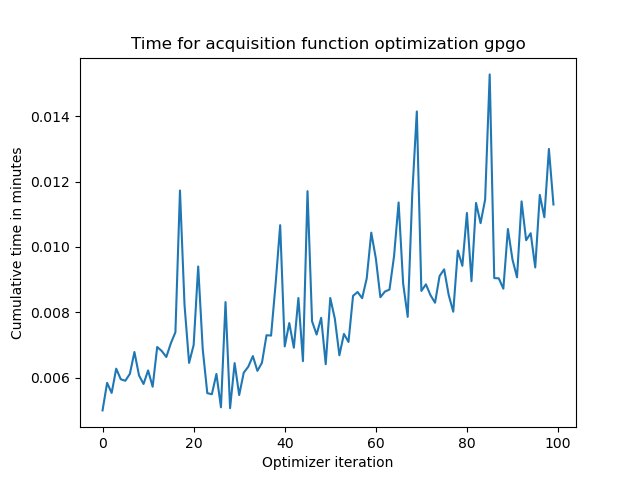 Time for acquisition function optimization gpgo
0.014
0.012
0.010
0.008
0.006
Cumulative time in minutes
0 20 40 60 80 100
Optimizer iteration